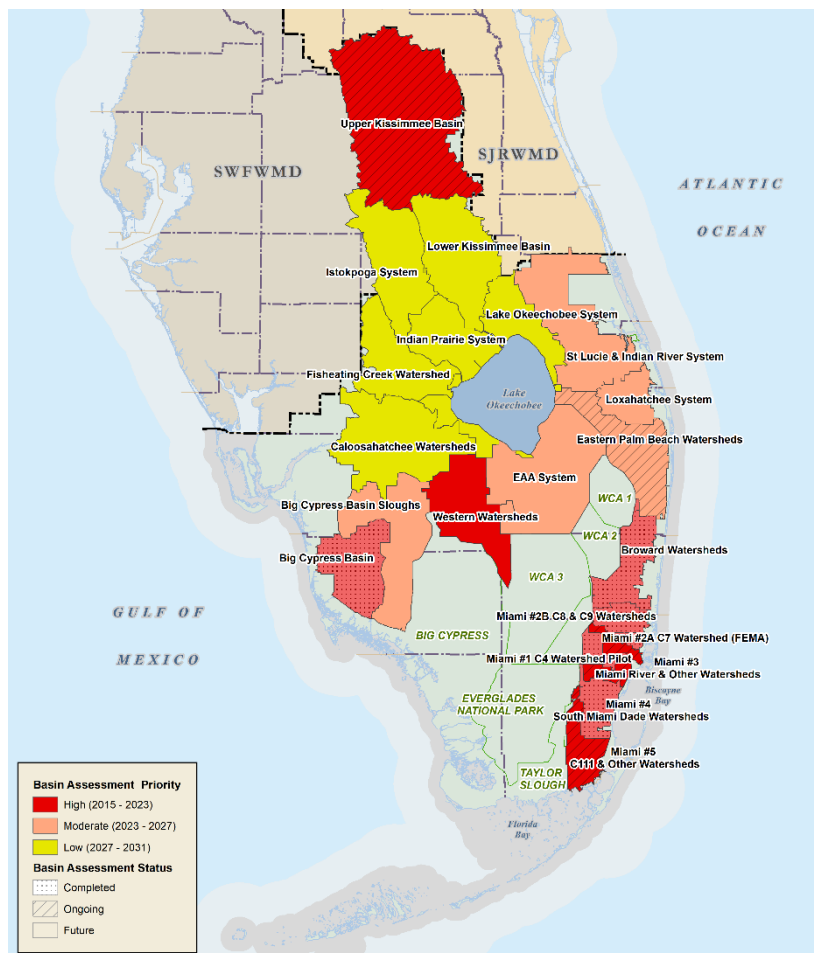 Upper Kissimmee Basin
SJRWMD
SWFWMD
ATLANTIC
OCEAN
Lower Kissimmee Basin
Istokpoga System
Lake Okeechobee System
Indian Prairie System
St Lucie & Indian River System
Fisheating Creek Watershed
Lake
Okeechobee
Loxahatchee System
Eastern Palm Beach Watersheds
Caloosahatchee Watersheds
EAA System
WCA 1
Big Cypress Basin Sloughs
Western Watersheds
WCA 2
Broward Watersheds
Big Cypress Basin
WCA 3
GULF OF
MEXICO
Miami #2B C8 & C9 Watersheds
BIG CYPRESS
Miami #2A C7 Watershed (FEMA)
Miami #1 C4 Watershed Pilot
Miami #3
Miami River & Other Watersheds
Biscayne
Bay
EVERGLADES
NATIONAL PARK
Miami #4
South Miami Dade Watersheds
Miami #5
C111 & Other Watersheds
TAYLOR
SLOUGH
Florida
Bay
Basin Assessment Priority
High (2015 - 2023)
Moderate (2023 - 2027)
Low (2027 - 2031)
Basin Assessment Status
Completed
Ongoing
Future